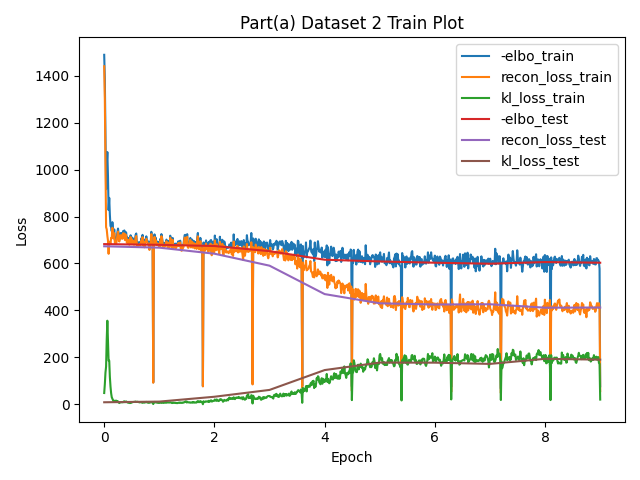 Part(a) Dataset 2 Train Plot
-elbo_train
recon_loss_train
kl_loss_train
-elbo_test
recon_loss_test
kl_loss_test
Loss
1400
1200
1000
800
600
400
200
0
0 2 4 6 8
Epoch